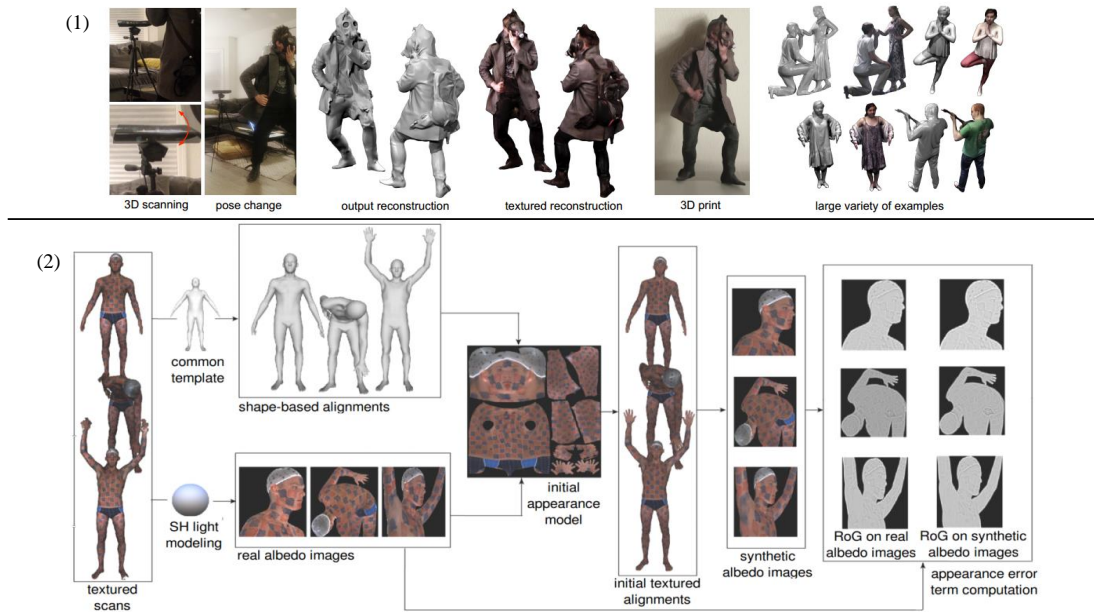 (1)
3D scanning
pose change
output reconstruction
textured reconstruction
3D print
large variety of examples
(2)
common
template
shape-based alignments
SH light
modeling
real albedo images
textured
scans
initial
appearance
model
initial textured
alignments
synthetic
albedo images
RoG on real
albedo images
RoG on synthetic
albedo images
appearance error
term computation